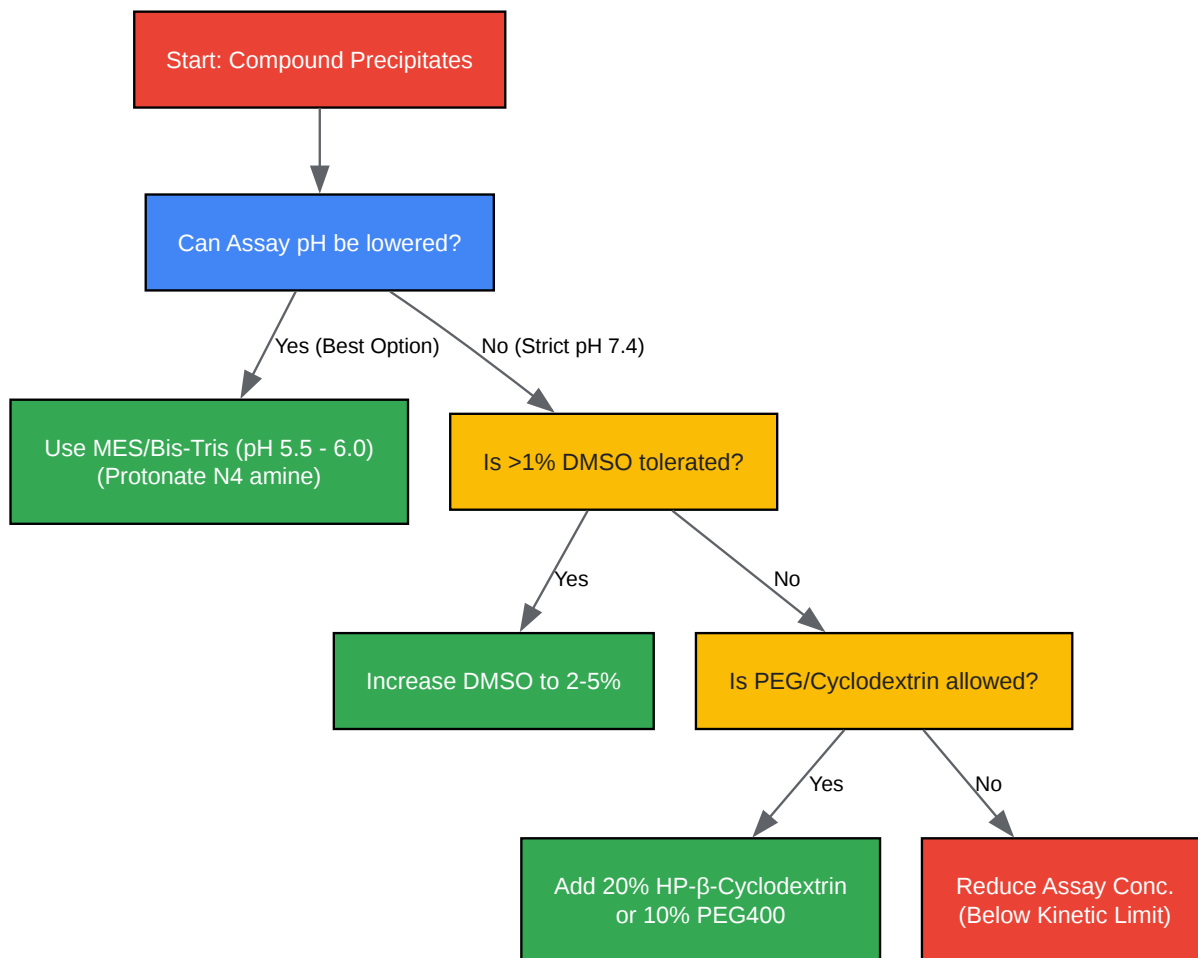 Start: Compound Precipitates
Can Assay pH be lowered?
Yes (Best Option)
No (Strict pH 7.4)
Use MES/Bis-Tris (pH 5.5 - 6.0)
(Protonate N4 amine)
Is >1% DMSO tolerated?
Yes
No
Increase DMSO to 2-5%
Is PEG/Cyclodextrin allowed?
Yes
No
Add 20% HP-β-Cyclodextrin
or 10% PEG400
Reduce Assay Conc.
(Below Kinetic Limit)